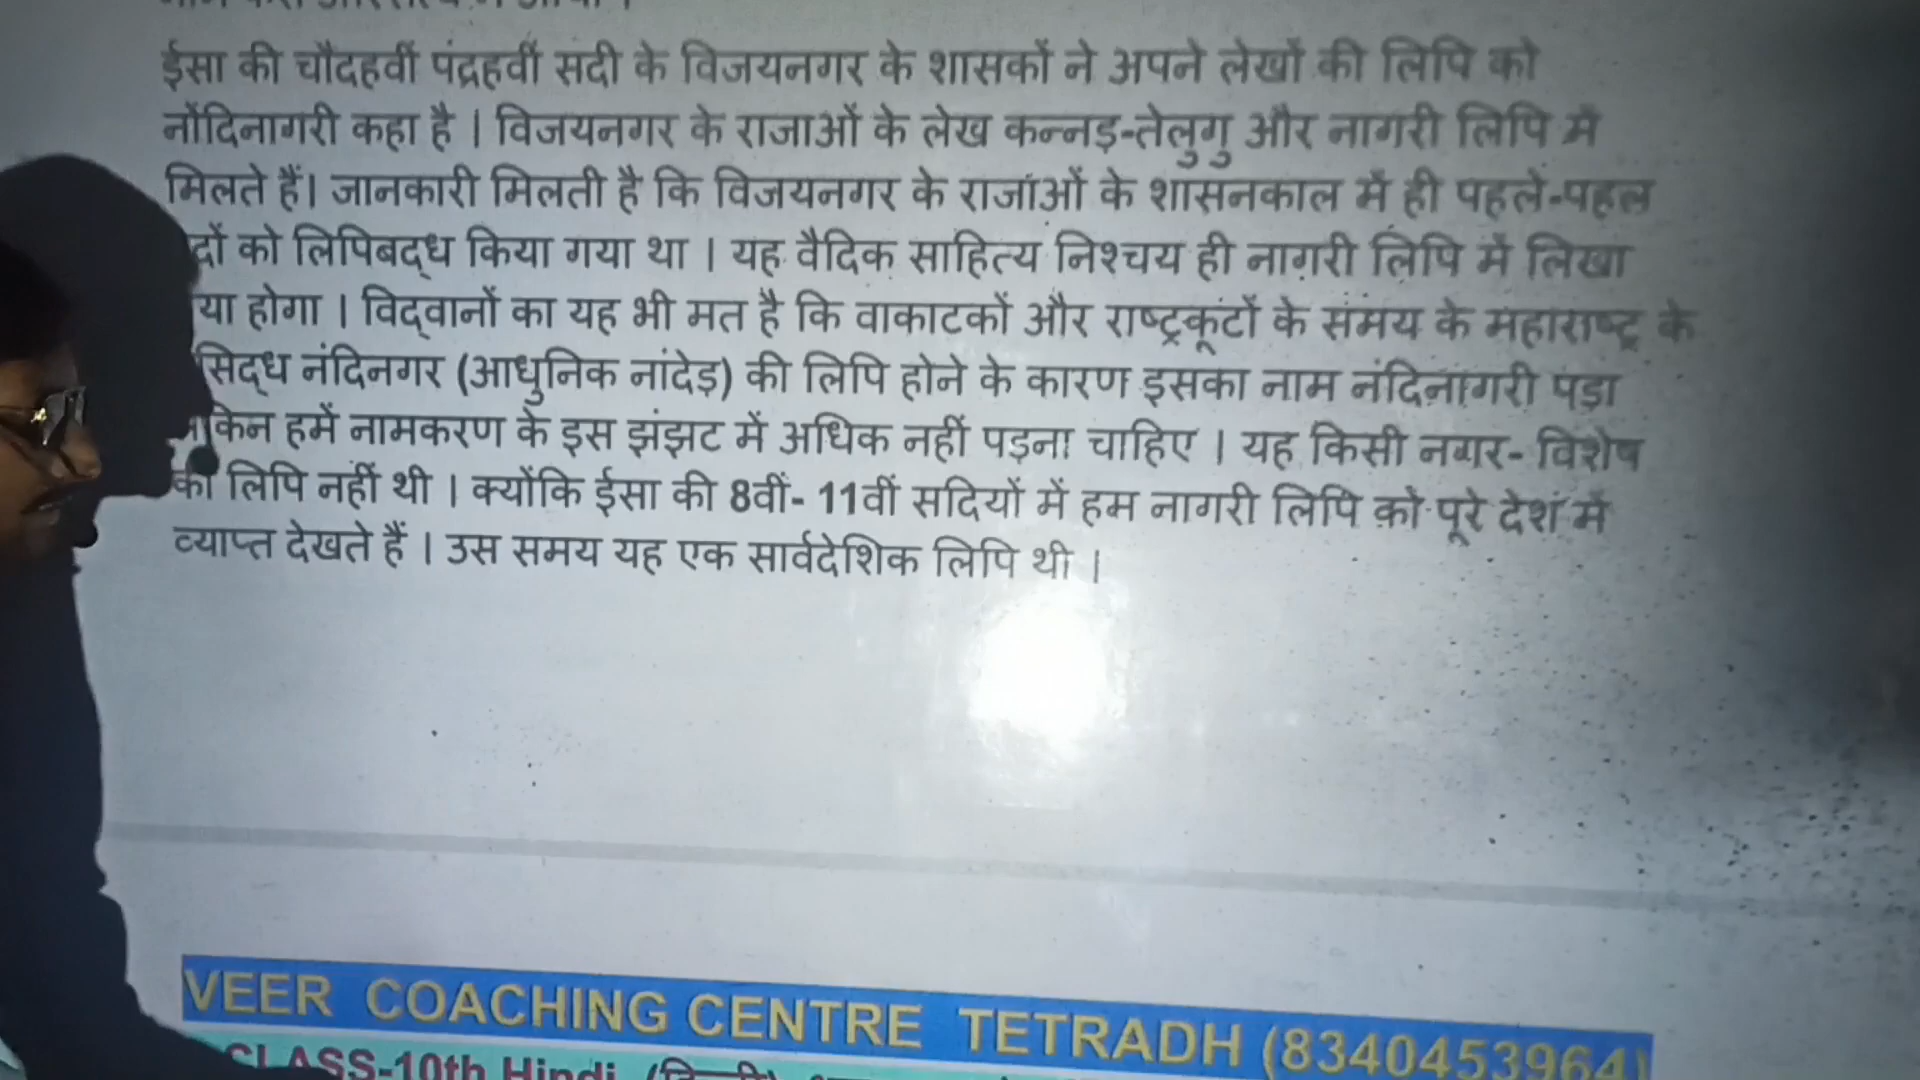 ईसा की चौदहवीं पंद्रहवीं सदी के विजयनगर के शासकों ने अपने लेखों की लिपि को
नंदिनागरी कहा है । विजयनगर के राजाओं के लेख कन्नड़-तेलुगु और नागरी लिपि में
मिलते हैं। जानकारी मिलती है कि विजयनगर के राजाओं के शासनकाल में ही पहले-पहल
को लिपिबद्ध किया गया था । यह वैदिक साहित्य निश्चय ही नागरी लिपि में लिखा
होगा । विद्वानों का यह भी मत है कि वाकाटकों और राष्ट्रकूटों के समय के महाराष्ट्र के
नंदिनगर (आधुनिक नांदेड़) की लिपि होने के कारण इसका नाम नंदिनागरी पड़ा
हमें नामकरण के इस झंझट में अधिक नहीं पड़ना चाहिए । यह किसी नगर- विशेष
की लिपि नहीं थी । क्योंकि ईसा की 8वीं- 11वीं सदियों में हम नागरी लिपि को पूरे देश में
व्याप्त देखते हैं । उस समय यह एक सार्वदेशिक लिपि थी ।
VEER COACHING CENTRE TETRADH (8340453964)
CLASS-10th Hindi (हिन्दी)